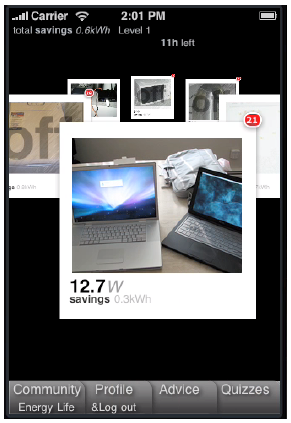 Carrier 2:01 PM
total savings 0.6kWh Level 1
11h left
21
12.7W
savings 0.3kWh
Community Profile Advice Quizzes
Energy Life &Log out